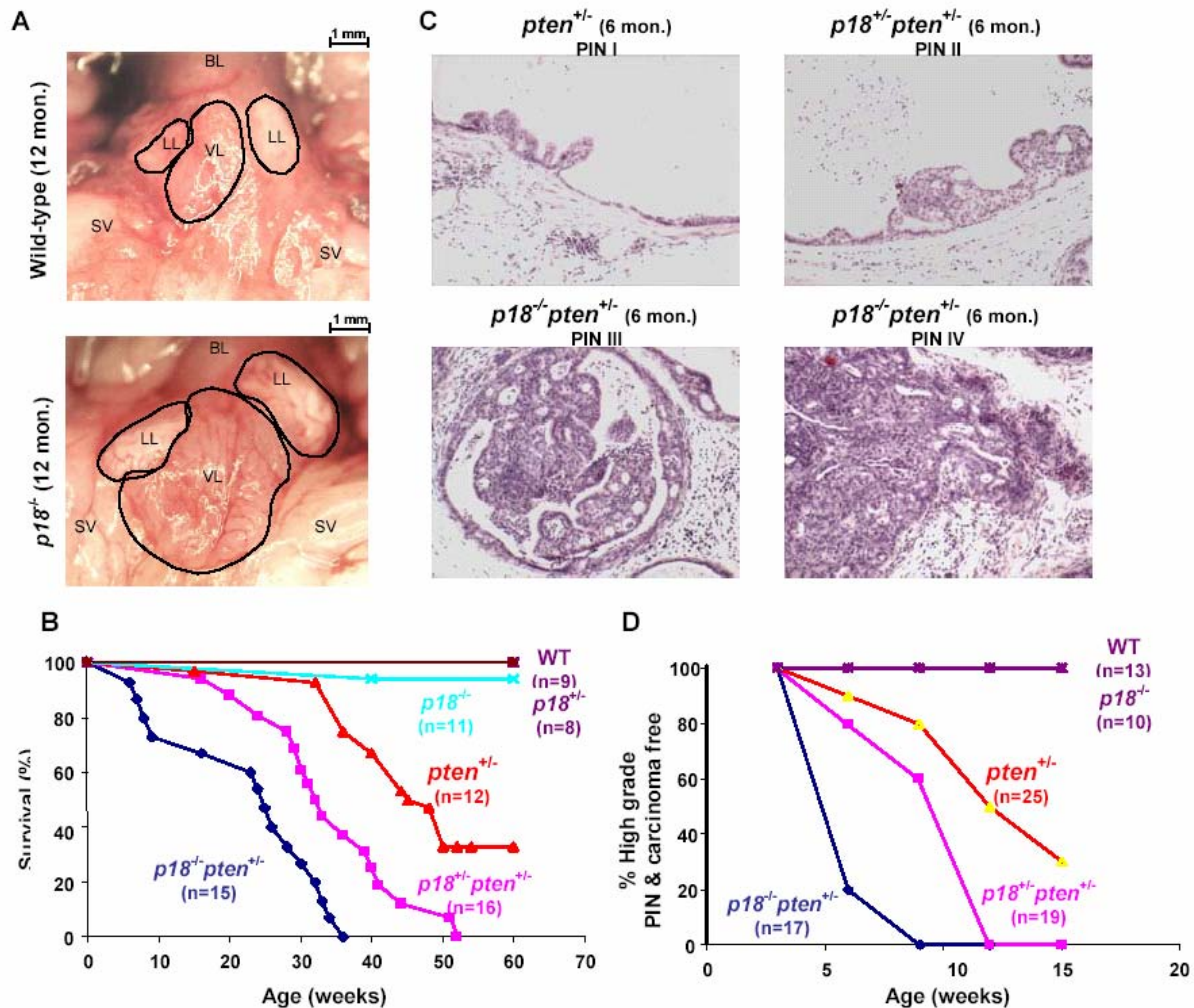 A
Wild-type (12 mon.)
1 mm
BL
LL
VL
LL
SV
SV
p18-/- (12 mon.)
1 mm
BL
LL
LL
VL
SV
SV
C
pten+/- (6 mon.)
PIN I
p18+/-pten+/- (6 mon.)
PIN II
p18-/-pten+/- (6 mon.)
PIN III
p18-/-pten+/- (6 mon.)
PIN IV
B
Survival (%)
100
80
60
40
20
0
0 10 20 30 40 50 60 70
Age (weeks)
WT
(n=9)
p18+/-
(n=8)
p18-/-
(n=11)
pten+/-
(n=12)
p18-/-pten+/-
(n=15)
p18+/-pten+/-
(n=16)
D
% High grade
PIN & carcinoma free
100%
80
60
40
20
0
0 5 10 15 20
Age (weeks)
WT
(n=13)
p18-/-
(n=10)
pten+/-
(n=25)
p18+/-pten+/-
(n=19)
p18-/-pten+/-
(n=17)